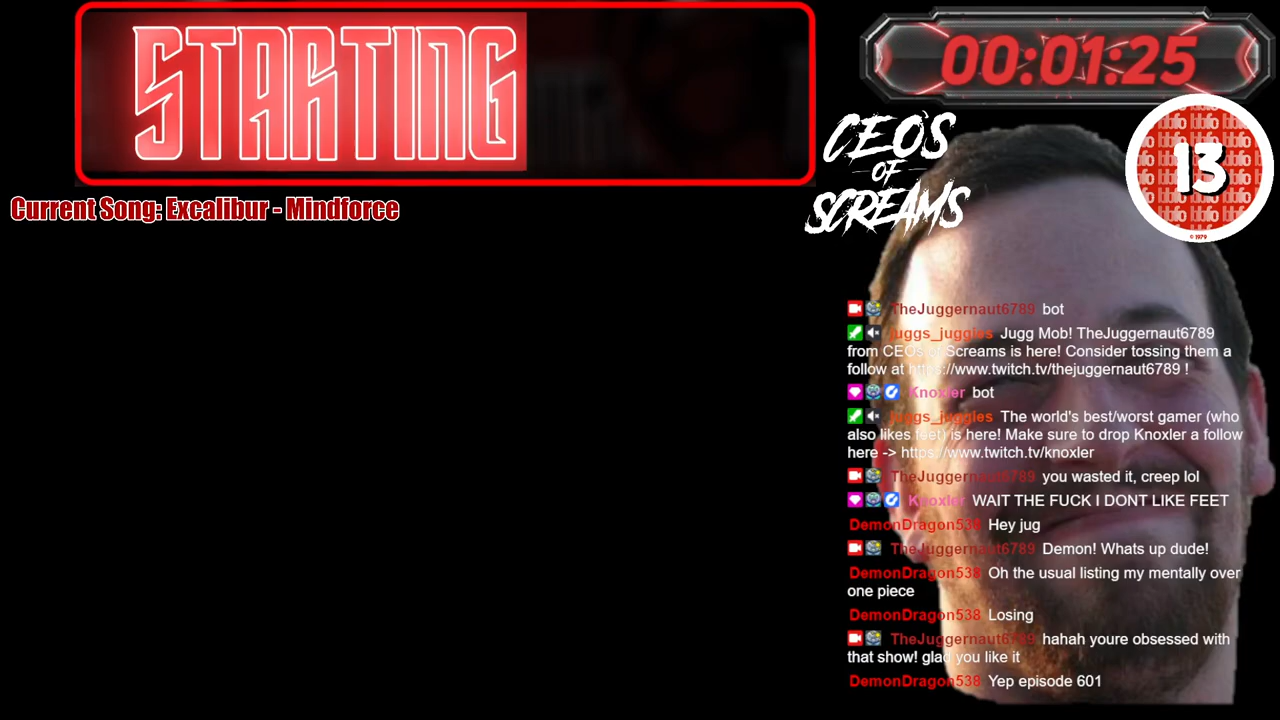 STARTING
00:01:25
CEO'S
OF
SCREAMS
13
© 1979
Current Song: Excalibur - Mindforce
TheJuggernaut6789 bot
juggs_juggies Jugg Mob! TheJuggernaut6789
from CEOs of Screams is here! Consider tossing them a
follow at https://www.twitch.tv/thejuggernaut6789 !
Knoxler bot
juggs_juggies The world's best/worst gamer (who
also likes feet) is here! Make sure to drop Knoxler a follow
here -> https://www.twitch.tv/knoxler
TheJuggernaut6789 you wasted it, creep lol
Knoxler WAIT THE FUCK I DONT LIKE FEET
DemonDragon538 Hey jug
TheJuggernaut6789 Demon! Whats up dude!
DemonDragon538 Oh the usual listing my mentally over
one piece
DemonDragon538 Losing
TheJuggernaut6789 hahah youre obsessed with
that show! glad you like it
DemonDragon538 Yep episode 601